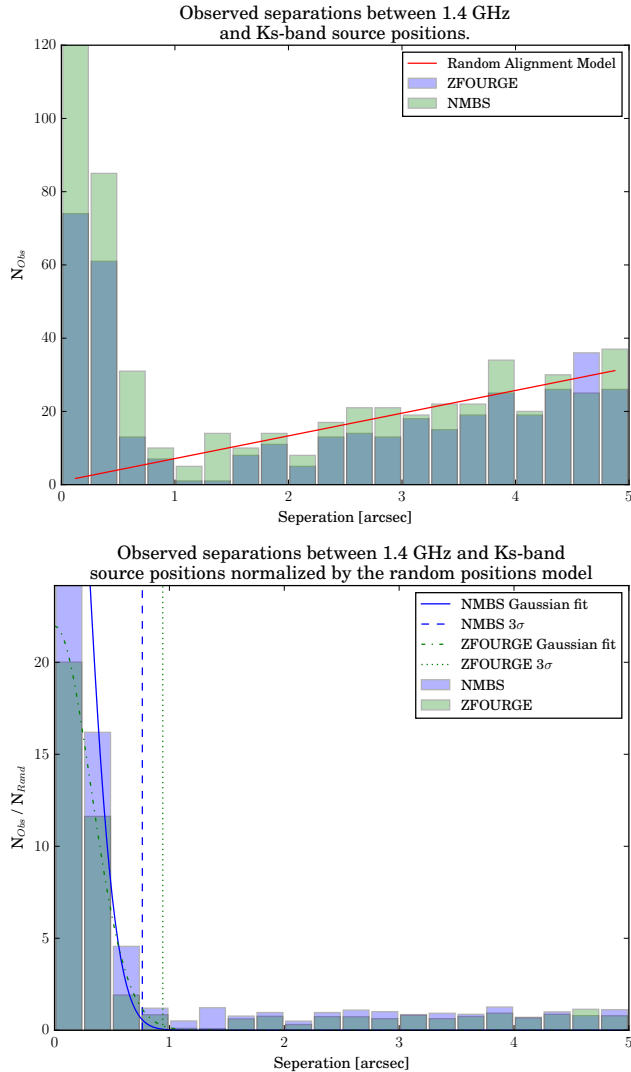 Observed separations between 1.4 GHz
and Ks-band source positions.
120
100
80
60
40
20
0
N_Obs
Random Alignment Model
ZFOURGE
NMBS
0 1 2 3 4 5
Seperation [arcsec]
Observed separations between 1.4 GHz and Ks-band
source positions normalized by the random positions model
20
15
10
5
0
N_Obs / N_Rand
NMBS Gaussian fit
NMBS 3σ
ZFOURGE Gaussian fit
ZFOURGE 3σ
NMBS
ZFOURGE
0 1 2 3 4 5
Seperation [arcsec]